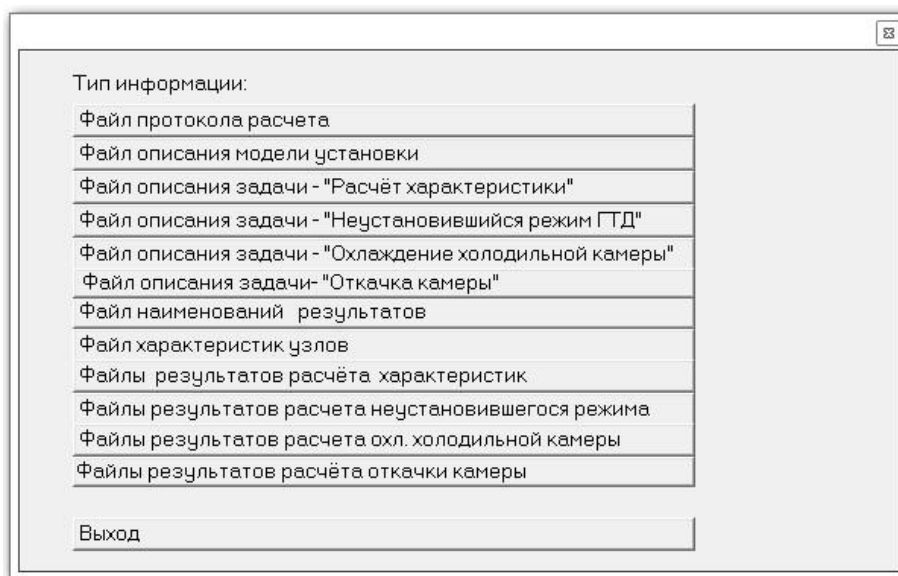 Тип информации:
Файл протокола расчета
Файл описания модели установки
Файл описания задачи - "Расчёт характеристики"
Файл описания задачи - "Неустановившийся режим ГТД"
Файл описания задачи - "Охлаждение холодильной камеры"
Файл описания задачи- "Откачка камеры"
Файл наименований результатов
Файл характеристик узлов
Файлы результатов расчёта характеристик
Файлы результатов расчета неустановившегося режима
Файлы результатов расчета охл. холодильной камеры
Файлы результатов расчёта откачки камеры
Выход